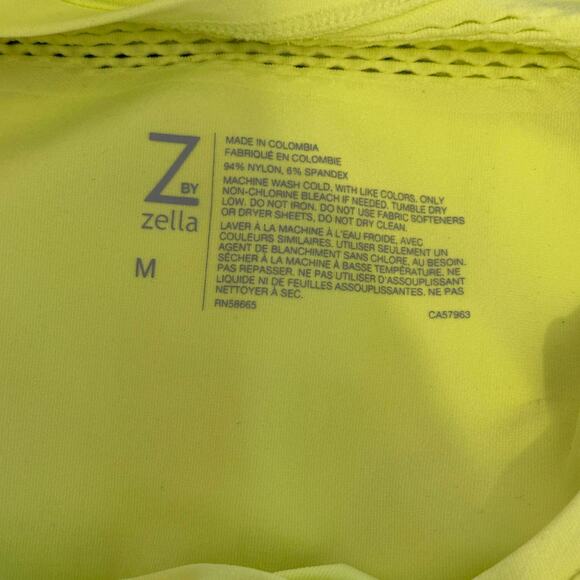 Z BY
zella
M
MADE IN COLOMBIA
FABRIQUÉ EN COLOMBIE
94% NYLON, 6% SPANDEX
MACHINE WASH COLD, WITH LIKE COLORS. ONLY
NON-CHLORINE BLEACH IF NEEDED. TUMBLE DRY
LOW. DO NOT IRON. DO NOT USE FABRIC SOFTENERS
OR DRYER SHEETS, DO NOT DRY CLEAN.
LAVER À LA MACHINE À L'EAU FROIDE, AVEC
COULEURS SIMILAIRES. UTILISER SEULEMENT UN
AGENT DE BLANCHIMENT SANS CHLORE, AU BESOIN.
SÉCHER À LA MACHINE À BASSE TEMPÉRATURE. NE
PAS REPASSER. NE PAS UTILISER D'ASSOUPLISSANT
LIQUIDE NI DE FEUILLES ASSOUPLISSANTES. NE PAS
NETTOYER À SEC.
RN58665 CA57963